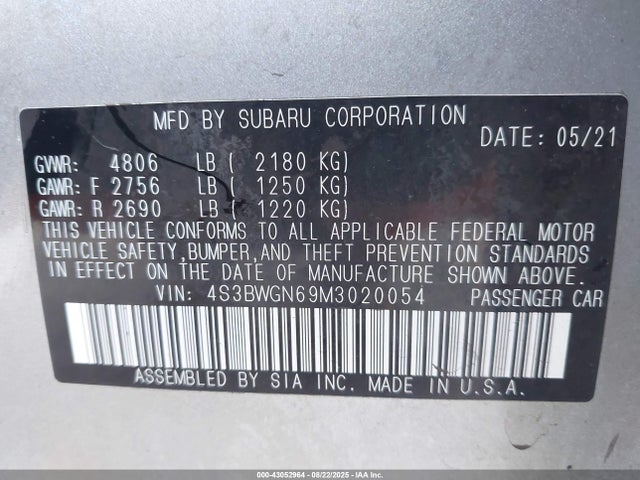 MFD BY SUBARU CORPORATION
DATE: 05/21
GVWR: 4806 LB ( 2180 KG)
GAWR: F 2756 LB ( 1250 KG)
GAWR: R 2690 LB ( 1220 KG)
THIS VEHICLE CONFORMS TO ALL APPLICABLE FEDERAL MOTOR
VEHICLE SAFETY, BUMPER, AND THEFT PREVENTION STANDARDS
IN EFFECT ON THE DATE OF MANUFACTURE SHOWN ABOVE.
VIN: 4S3BWGN69M3020054 PASSENGER CAR
ASSEMBLED BY SIA INC. MADE IN U.S.A.
000-43052964 - 08/22/2025 - IAA Inc.